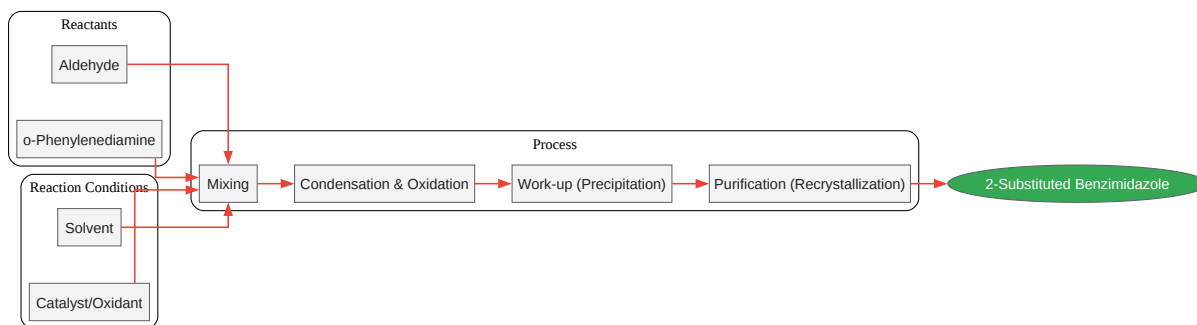 Reactants
Aldehyde
o-Phenylenediamine
Reaction Conditions
Solvent
Catalyst/Oxidant
Process
Mixing
Condensation & Oxidation
Work-up (Precipitation)
Purification (Recrystallization)
2-Substituted Benzimidazole